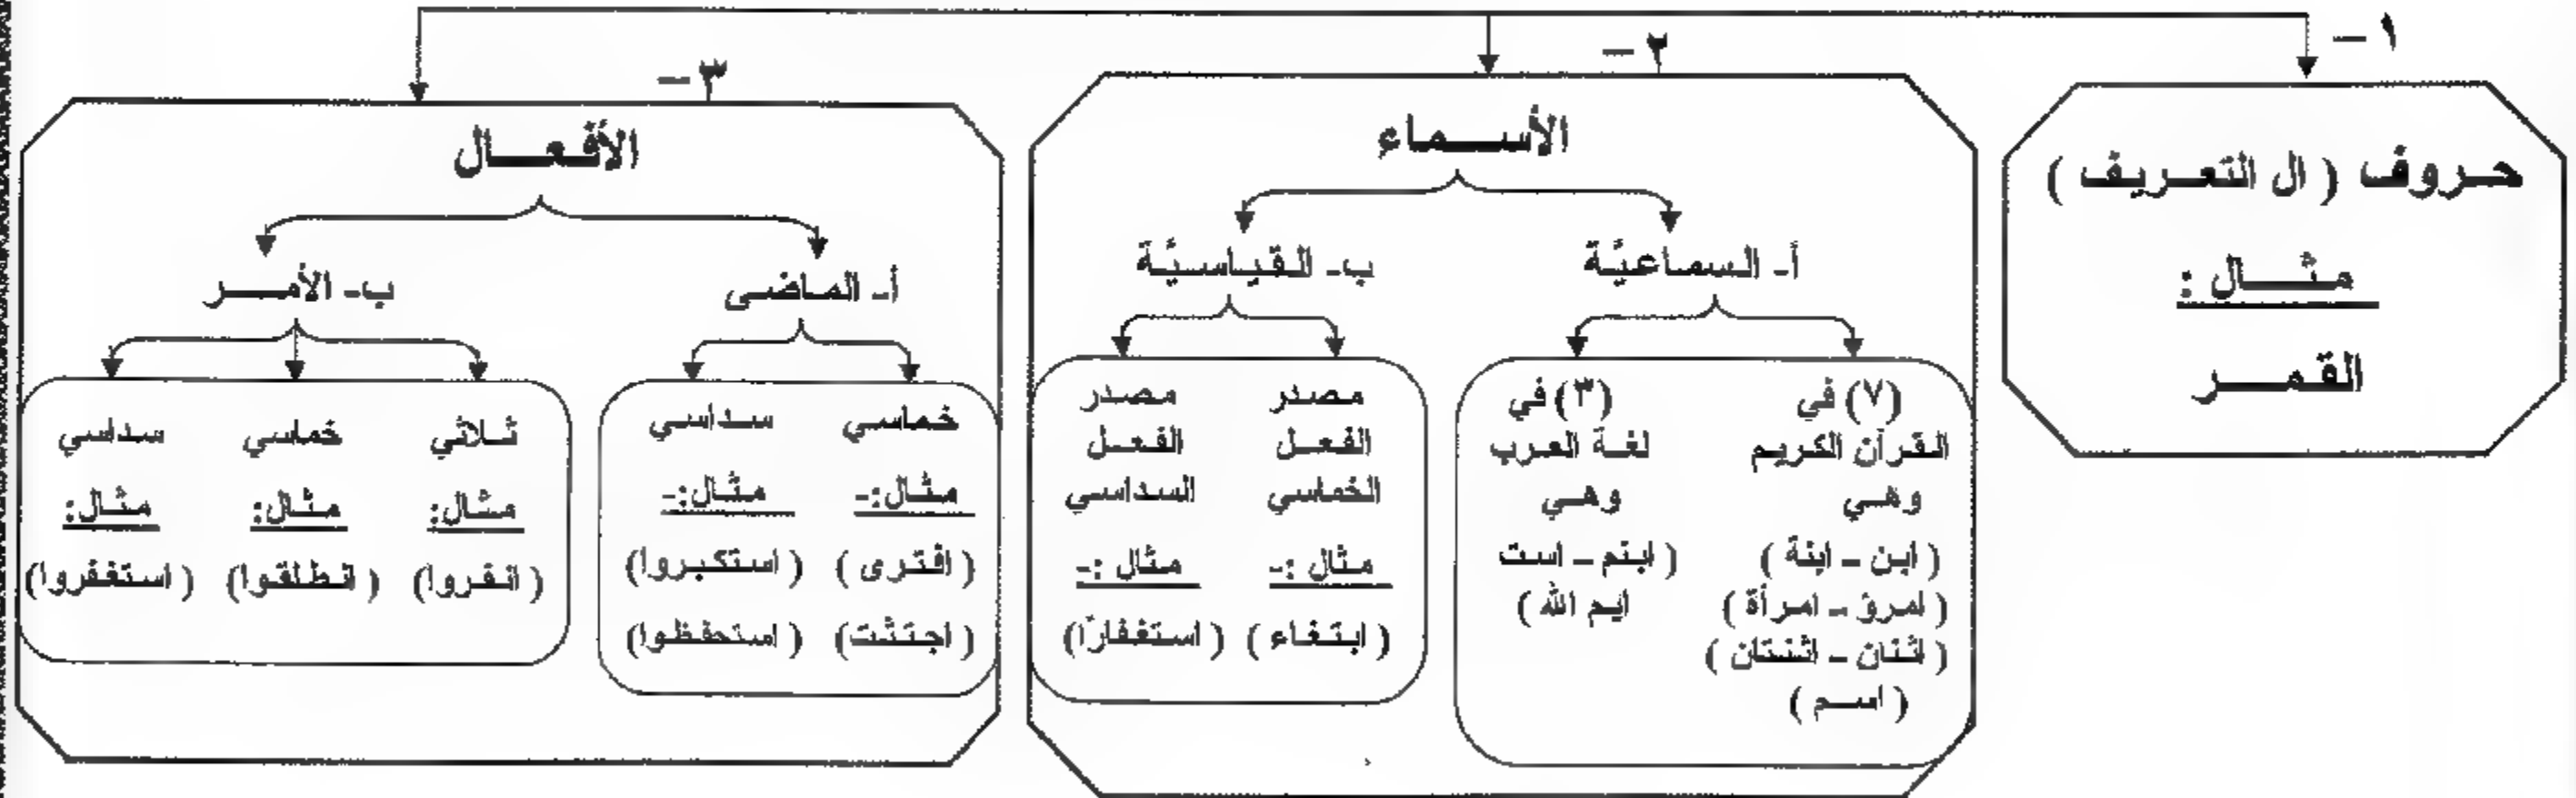 ١ –
حروف ( ال التعريف )
مثال :
القمر
٢ –
الأسماء
أ- السماعيَّة
(٧) في
القرآن الكريم
وهي
( ابن – ابنة )
( امرؤ – امرأة )
( اثنان – اثنتان )
( اسم )
(٣) في
لغة العرب
وهي
( ابنم – است
ايم الله )
ب- القياسيَّة
مصدر
الفعل
الخماسي
مثال :-
( ابتغاء )
مصدر
الفعل
السداسي
مثال :-
( استغفارًا)
٣ –
الأفعال
أ- الماضى
خماسي
مثال:-
( افترى )
( اجتثت)
سداسي
مثال:-
( استكبروا)
( استحفظوا)
ب- الأمر
ثلاثي
مثال:
( انفروا)
خماسي
مثال:
( انطلقوا)
سداسي
مثال:
( استغفروا)